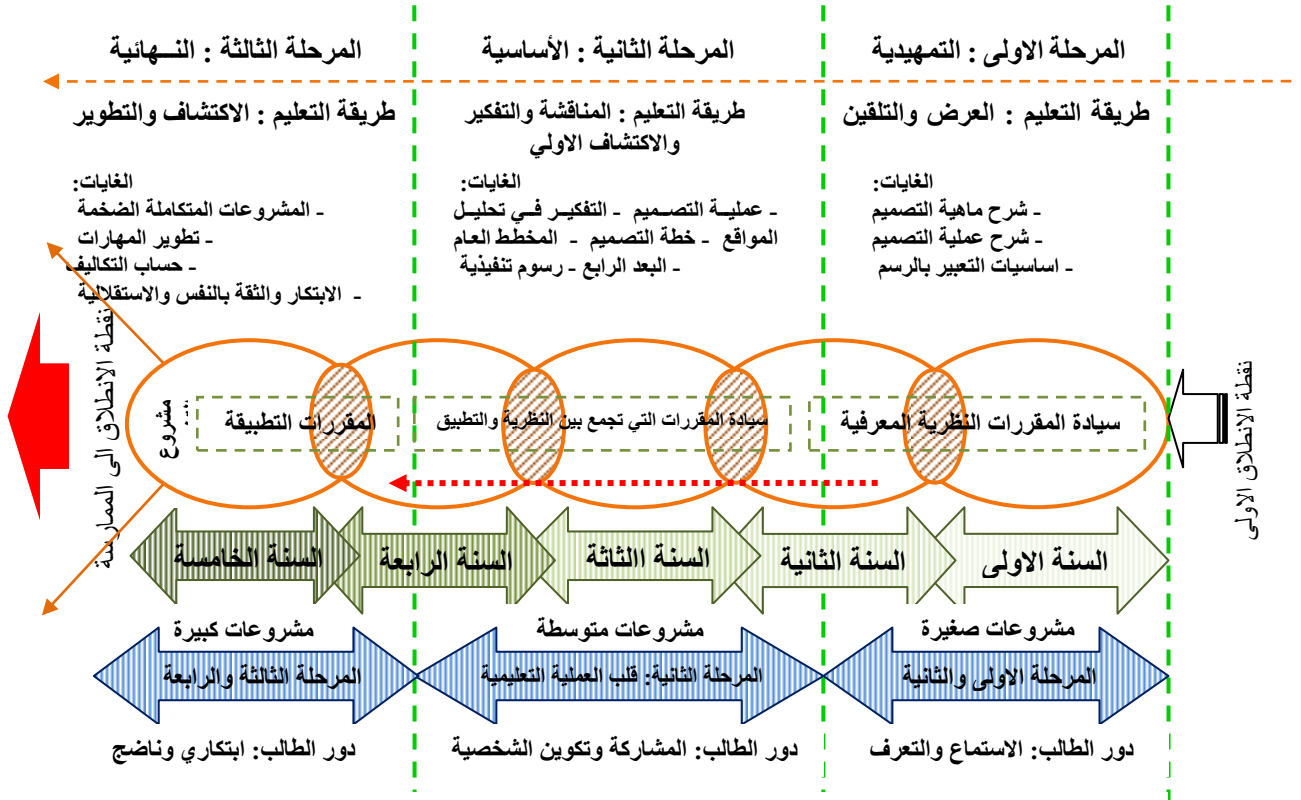 المرحلة الاولى : التمهيدية
المرحلة الثانية : الأساسية
المرحلة الثالثة : النـــهائية
طريقة التعليم : العرض والتلقين
طريقة التعليم : المناقشة والتفكير
والاكتشاف الاولي
طريقة التعليم : الاكتشاف والتطوير
الغايات:
- شرح ماهية التصميم
- شرح عملية التصميم
- اساسيات التعبير بالرسم
الغايات:
- عمليـة التصـميم - التفكيـر فـي تحليـل
المواقع - خطة التصميم - المخطط العام
- البعد الرابع - رسوم تنفيذية
الغايات:
- المشروعات المتكاملة الضخمة
- تطوير المهارات
- حساب التكاليف
- الابتكار والثقة بالنفس والاستقلالية
نقطة الانطلاق الاولى
سيادة المقررات النظرية المعرفية
سيادة المقررات التي تجمع بين النظرية والتطبيق
المقررات التطبيقة
مشروع
نقطة الانطلاق الى الممارسة
السنة الاولى
السنة الثانية
السنة االثاثة
السنة الرابعة
السنة الخامسة
مشروعات صغيرة
مشروعات متوسطة
مشروعات كبيرة
المرحلة الاولى والثانية
المرحلة الثانية: قلب العملية التعليمية
المرحلة الثالثة والرابعة
دور الطالب: الاستماع والتعرف
دور الطالب: المشاركة وتكوين الشخصية
دور الطالب: ابتكاري وناضج